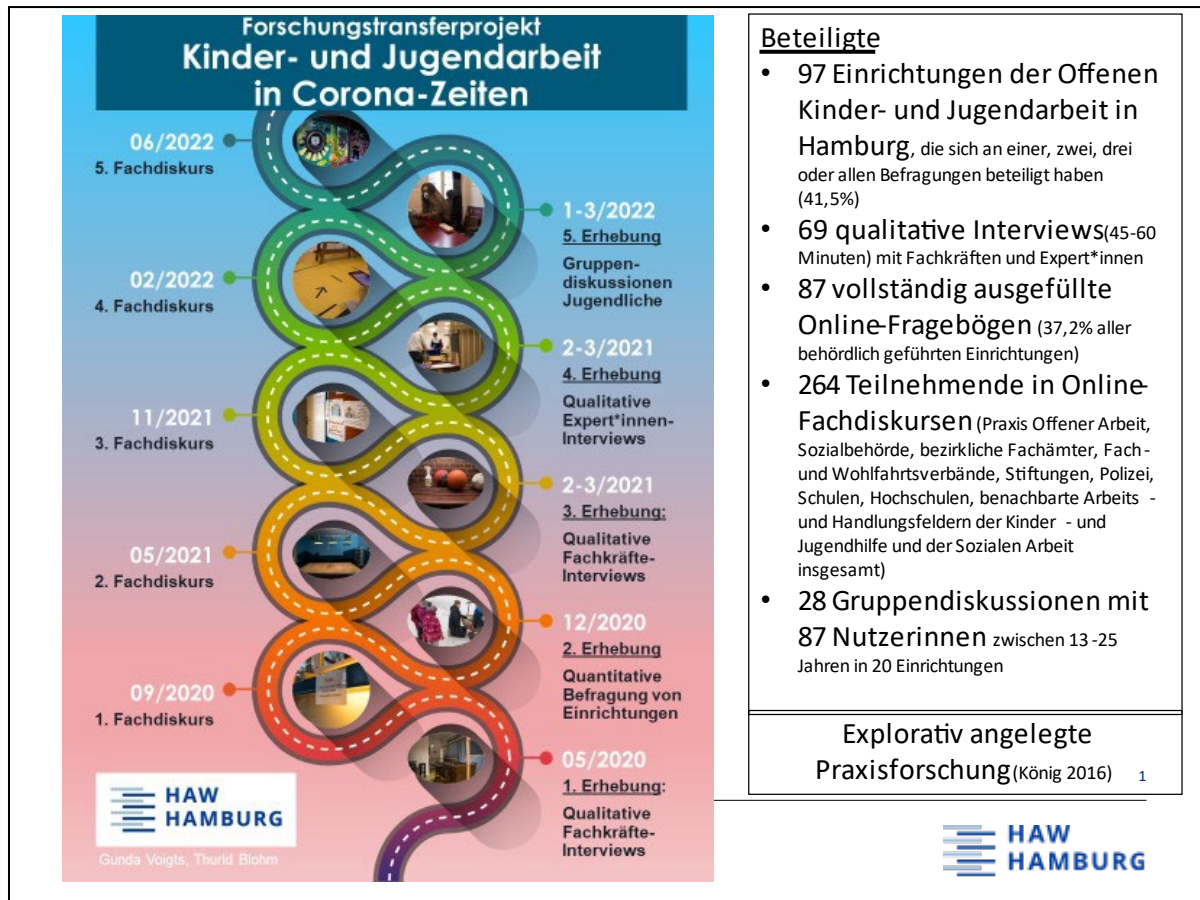 Forschungstransferprojekt
Kinder- und Jugendarbeit
in Corona-Zeiten
06/2022
5. Fachdiskurs
1-3/2022
5. Erhebung
Gruppen-
diskussionen
Jugendliche
02/2022
4. Fachdiskurs
2-3/2021
4. Erhebung
Qualitative
Expert*innen-
Interviews
11/2021
3. Fachdiskurs
2-3/2021
3. Erhebung:
Qualitative
Fachkräfte-
Interviews
05/2021
2. Fachdiskurs
12/2020
2. Erhebung
Quantitative
Befragung von
Einrichtungen
09/2020
1. Fachdiskurs
05/2020
1. Erhebung:
Qualitative
Fachkräfte-
Interviews
HAW
HAMBURG
Gunda Voigts, Thurid Blohm
Beteiligte
• 97 Einrichtungen der Offenen
Kinder- und Jugendarbeit in
Hamburg, die sich an einer, zwei, drei
oder allen Befragungen beteiligt haben
(41,5%)
• 69 qualitative Interviews(45-60
Minuten) mit Fachkräften und Expert*innen
• 87 vollständig ausgefüllte
Online-Fragebögen (37,2% aller
behördlich geführten Einrichtungen)
• 264 Teilnehmende in Online-
Fachdiskursen (Praxis Offener Arbeit,
Sozialbehörde, bezirkliche Fachämter, Fach-
und Wohlfahrtsverbände, Stiftungen, Polizei,
Schulen, Hochschulen, benachbarte Arbeits -
und Handlungsfeldern der Kinder - und
Jugendhilfe und der Sozialen Arbeit
insgesamt)
• 28 Gruppendiskussionen mit
87 Nutzerinnen zwischen 13 -25
Jahren in 20 Einrichtungen
Explorativ angelegte
Praxisforschung(König 2016)
1
HAW
HAMBURG